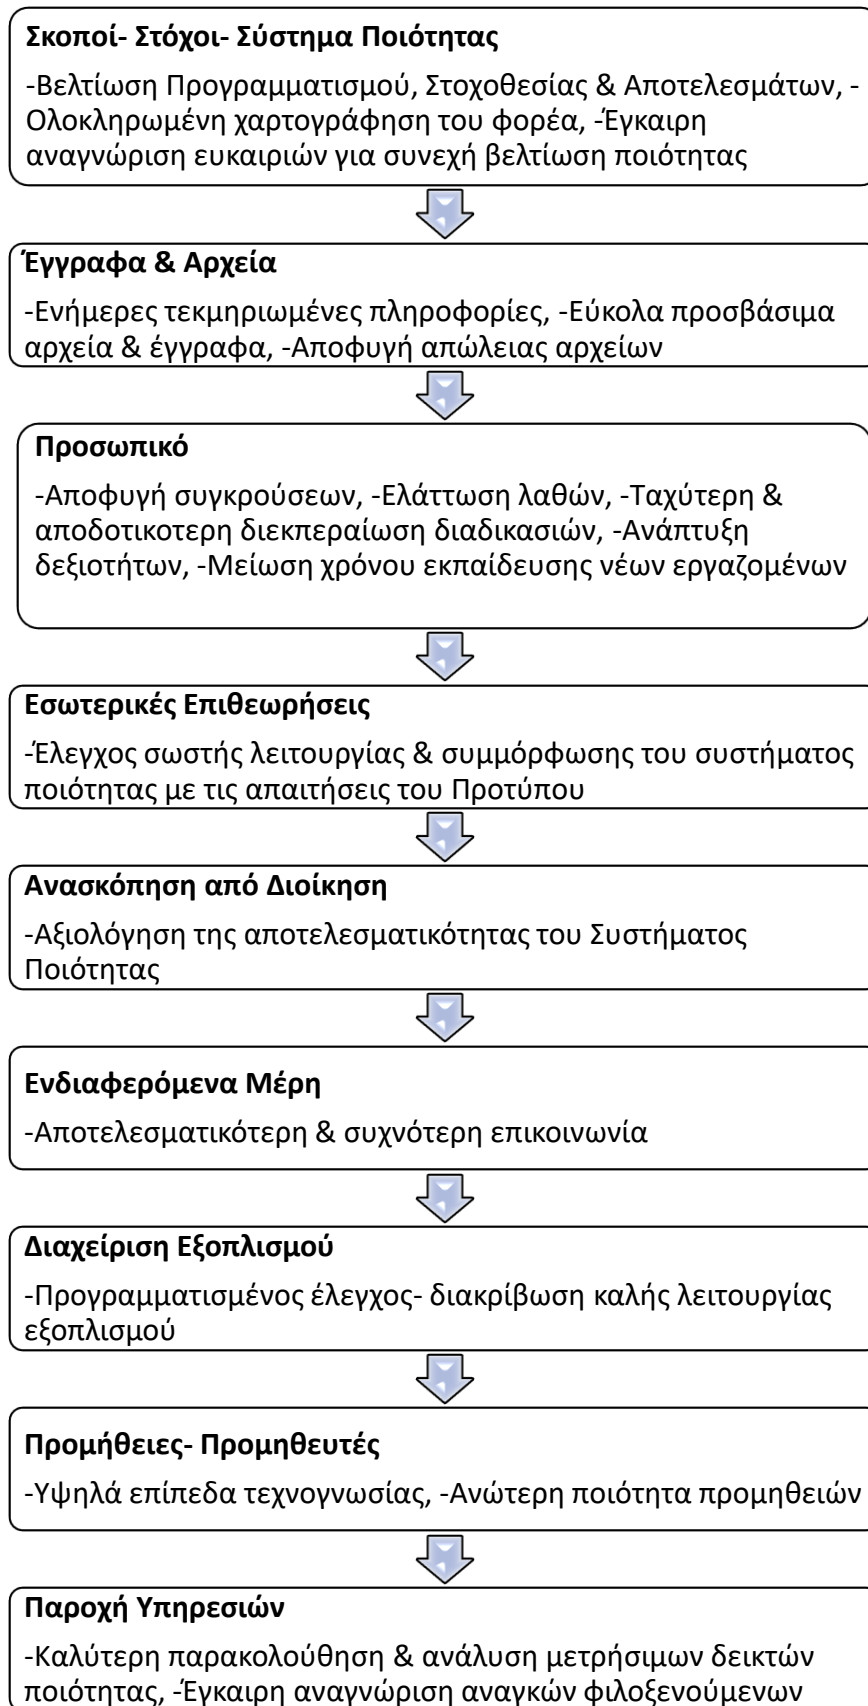 Σκοποί- Στόχοι- Σύστημα Ποιότητας
-Βελτίωση Προγραμματισμού, Στοχοθεσίας & Αποτελεσμάτων, -
Ολοκληρωμένη χαρτογράφηση του φορέα, -Έγκαιρη
αναγνώριση ευκαιριών για συνεχή βελτίωση ποιότητας
Έγγραφα & Αρχεία
-Ενήμερες τεκμηριωμένες πληροφορίες, -Εύκολα προσβάσιμα
αρχεία & έγγραφα, -Αποφυγή απώλειας αρχείων
Προσωπικό
-Αποφυγή συγκρούσεων, -Ελάττωση λαθών, -Ταχύτερη &
αποδοτικοτερη διεκπεραίωση διαδικασιών, -Ανάπτυξη
δεξιοτήτων, -Μείωση χρόνου εκπαίδευσης νέων εργαζομένων
Εσωτερικές Επιθεωρήσεις
-Έλεγχος σωστής λειτουργίας & συμμόρφωσης του συστήματος
ποιότητας με τις απαιτήσεις του Προτύπου
Ανασκόπηση από Διοίκηση
-Αξιολόγηση της αποτελεσματικότητας του Συστήματος
Ποιότητας
Ενδιαφερόμενα Μέρη
-Αποτελεσματικότερη & συχνότερη επικοινωνία
Διαχείριση Εξοπλισμού
-Προγραμματισμένος έλεγχος- διακρίβωση καλής λειτουργίας
εξοπλισμού
Προμήθειες- Προμηθευτές
-Υψηλά επίπεδα τεχνογνωσίας, -Ανώτερη ποιότητα προμηθειών
Παροχή Υπηρεσιών
-Καλύτερη παρακολούθηση & ανάλυση μετρήσιμων δεικτών
ποιότητας, -Έγκαιρη αναγνώριση αναγκών φιλοξενούμενων